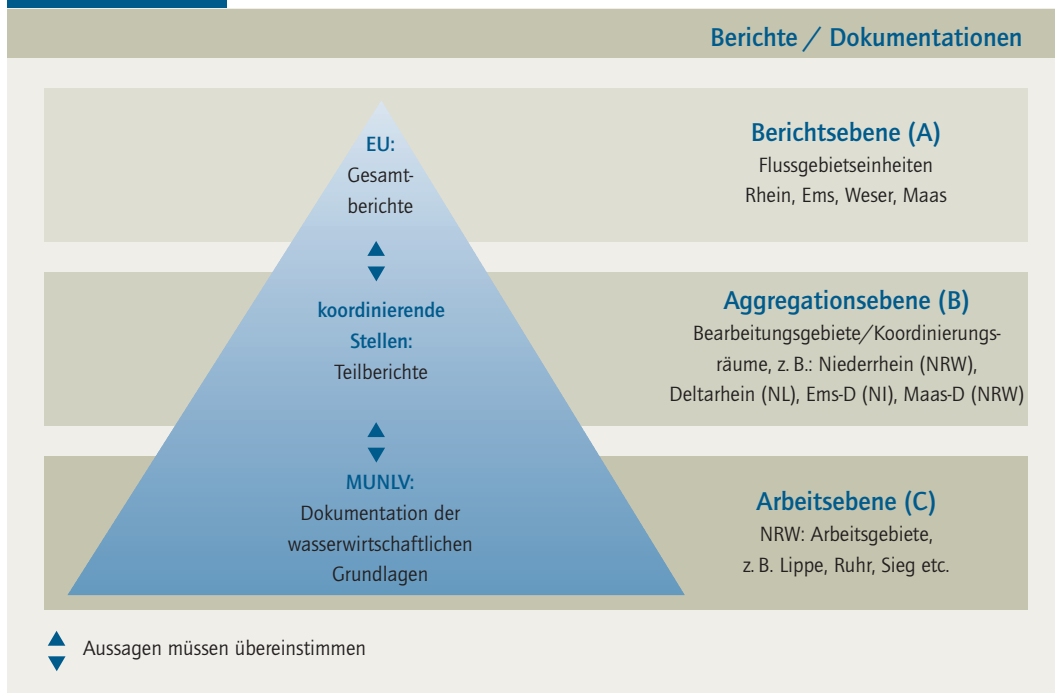 Berichte / Dokumentationen
EU:
Gesamt-
berichte
Berichtsebene (A)
Flussgebietseinheiten
Rhein, Ems, Weser, Maas
koordinierende
Stellen:
Teilberichte
Aggregationsebene (B)
Bearbeitungsgebiete/Koordinierungs-
räume, z. B.: Niederrhein (NRW),
Deltarhein (NL), Ems-D (NI), Maas-D (NRW)
MUNLV:
Dokumentation der
wasserwirtschaftlichen
Grundlagen
Arbeitsebene (C)
NRW: Arbeitsgebiete,
z. B. Lippe, Ruhr, Sieg etc.
Aussagen müssen übereinstimmen